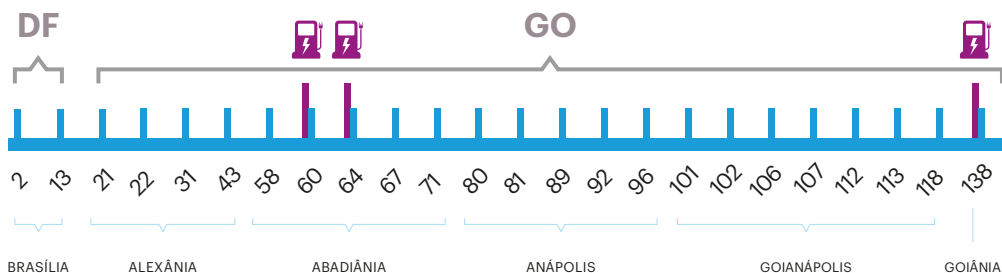 DF GO
2 13 21 22 31 43 58 60 64 67 71 80 81 89 92 96 101 102 106 107 112 113 118 138
BRASÍLIA ALEXÂNIA ABADIÂNIA ANÁPOLIS GOIANÁPOLIS GOIÂNIA